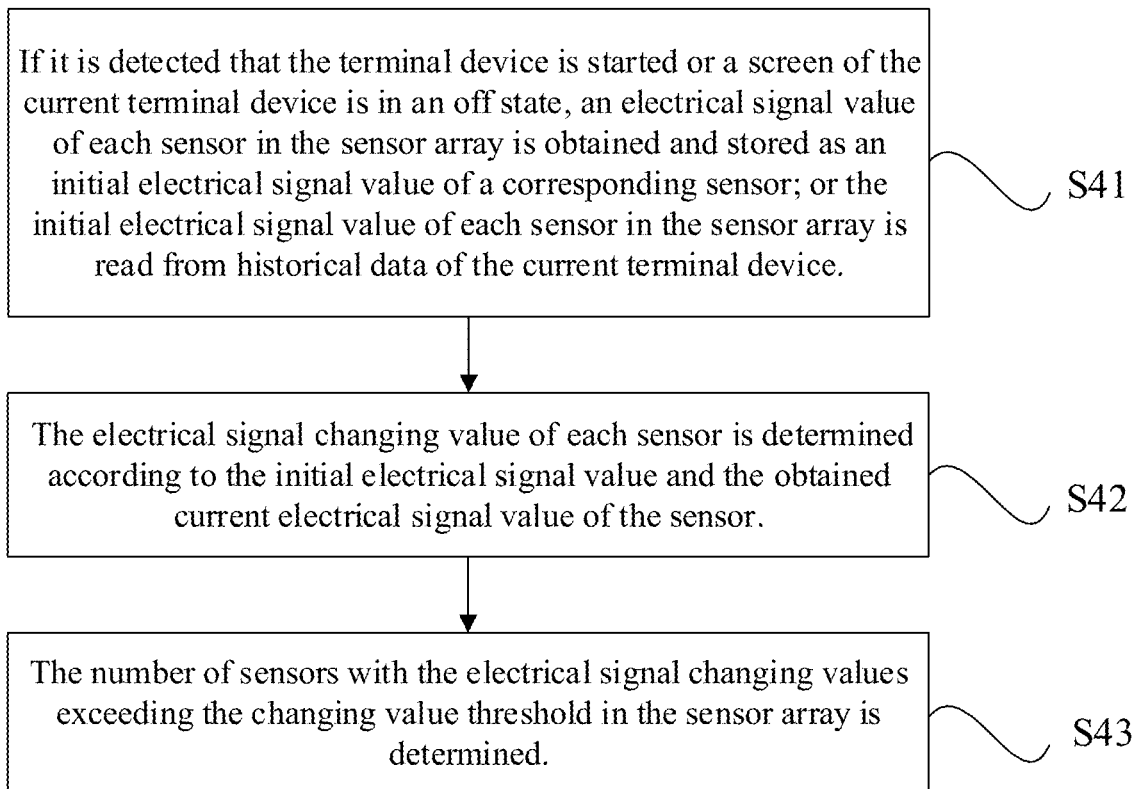 If it is detected that the terminal device is started or a screen of the
current terminal device is in an off state, an electrical signal value
of each sensor in the sensor array is obtained and stored as an
initial electrical signal value of a corresponding sensor; or the
initial electrical signal value of each sensor in the sensor array is
read from historical data of the current terminal device.
S41
The electrical signal changing value of each sensor is determined
according to the initial electrical signal value and the obtained
current electrical signal value of the sensor.
S42
The number of sensors with the electrical signal changing values
exceeding the changing value threshold in the sensor array is
determined.
S43